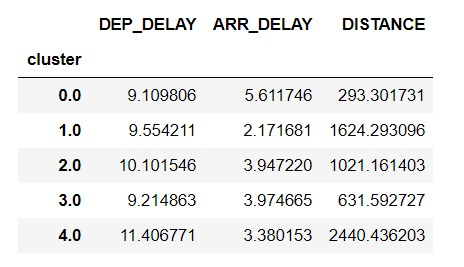 DEP_DELAY ARR_DELAY DISTANCE
cluster
0.0 9.109806 5.611746 293.301731
1.0 9.554211 2.171681 1624.293096
2.0 10.101546 3.947220 1021.161403
3.0 9.214863 3.974665 631.592727
4.0 11.406771 3.380153 2440.436203